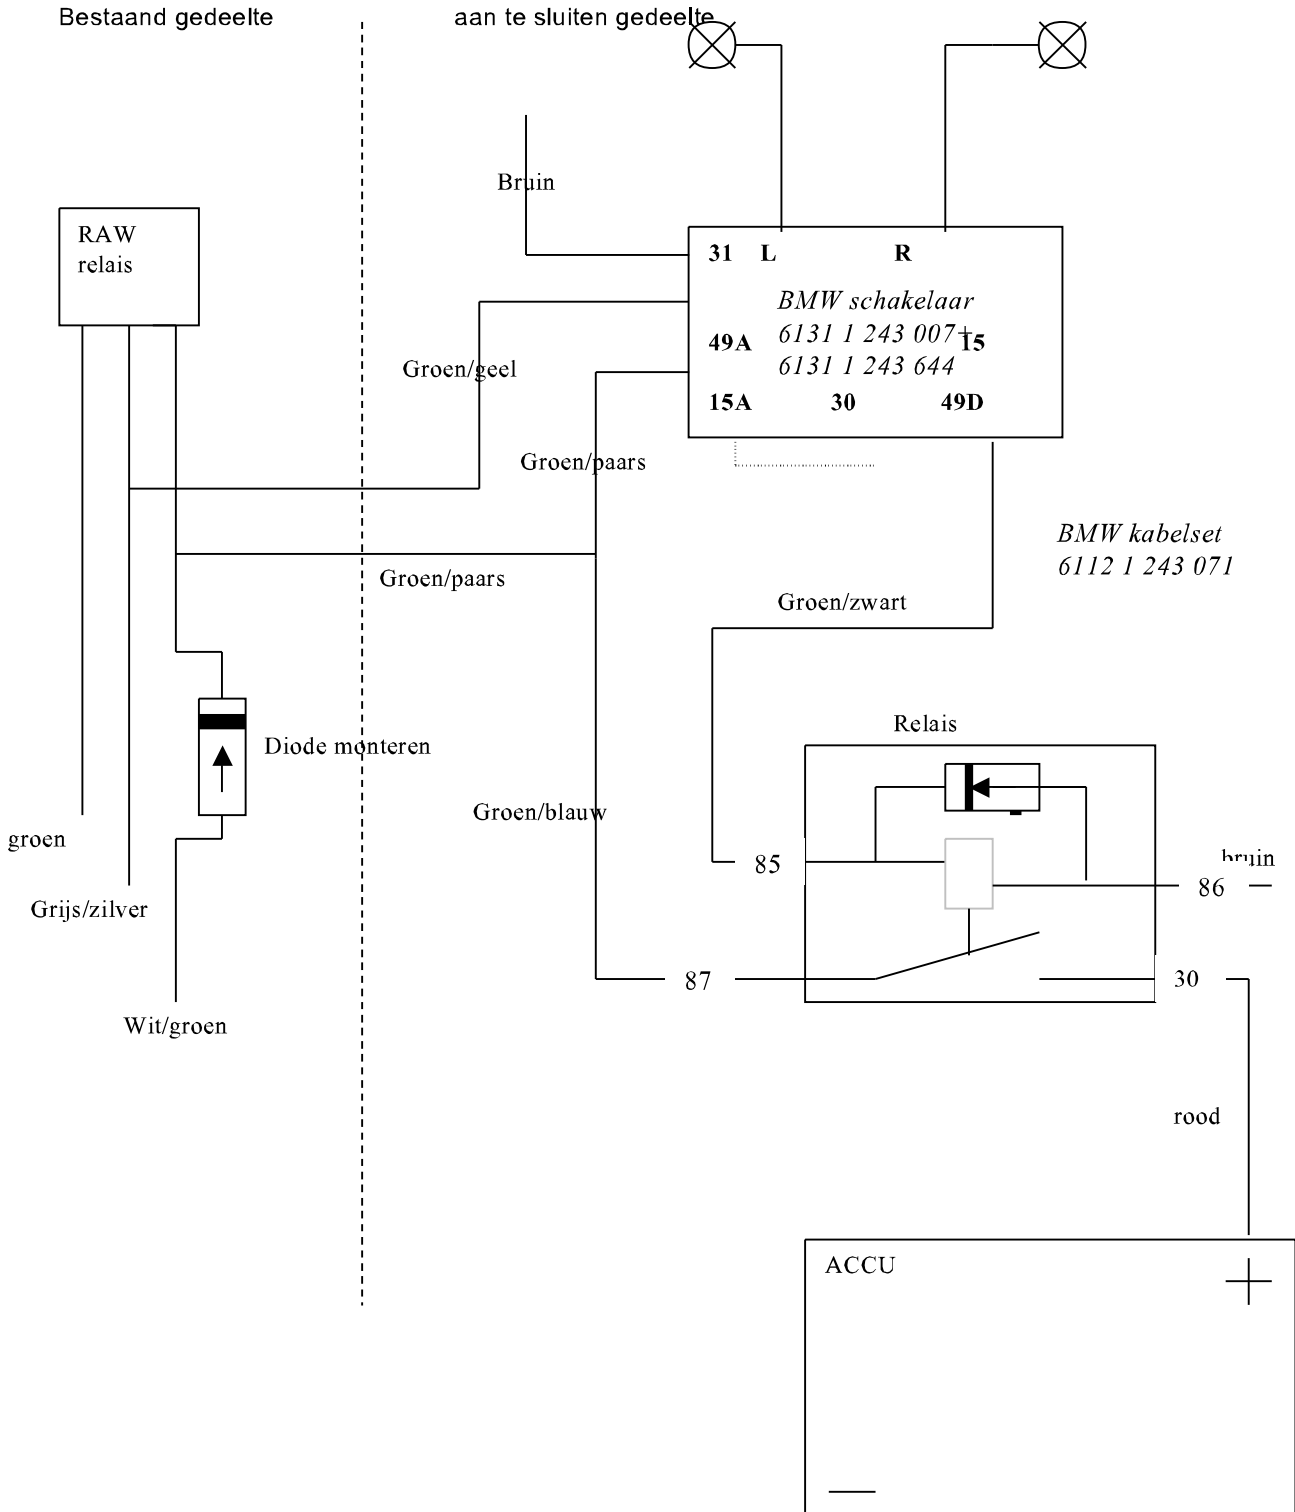 Bestaand gedeelte
aan te sluiten gedeelte
Bruin
RAW
relais
31 L R
BMW schakelaar
49A 6131 1 243 007+ 15
6131 1 243 644
15A 30 49D
Groen/geel
Groen/paars
BMW kabelset
6112 1 243 071
Groen/paars
Groen/zwart
Relais
Diode monteren
Groen/blauw
groen
85
bruin
86
Grijs/zilver
87
30
Wit/groen
rood
ACCU